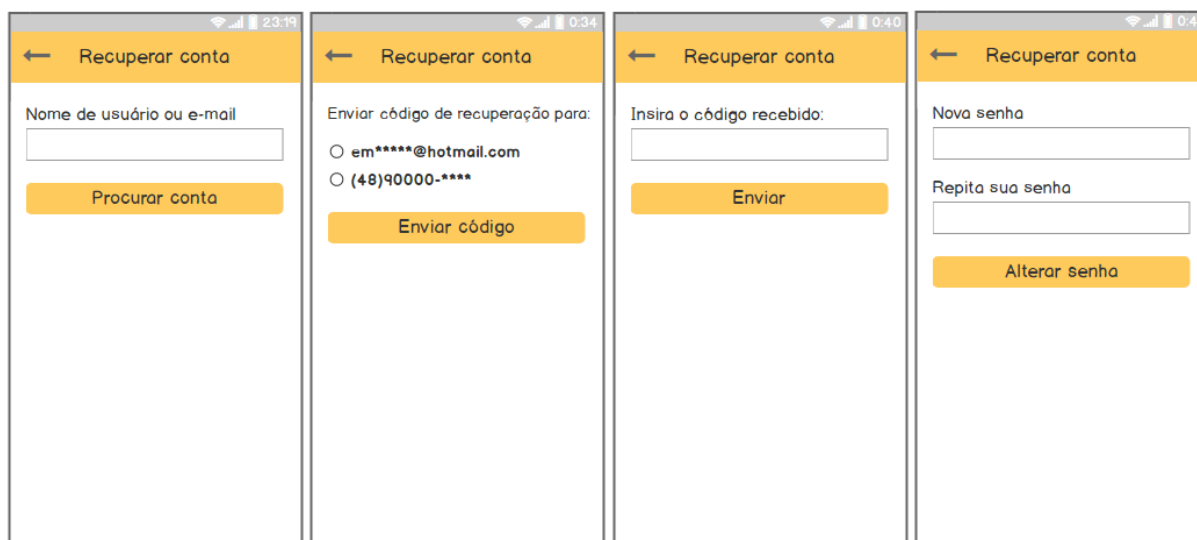 23:19
Recuperar conta
Nome de usuário ou e-mail
Procurar conta
0:34
Recuperar conta
Enviar código de recuperação para:
em*****@hotmail.com
(48)90000-****
Enviar código
0:40
Recuperar conta
Insira o código recebido:
Enviar
Recuperar conta
Nova senha
Repita sua senha
Alterar senha